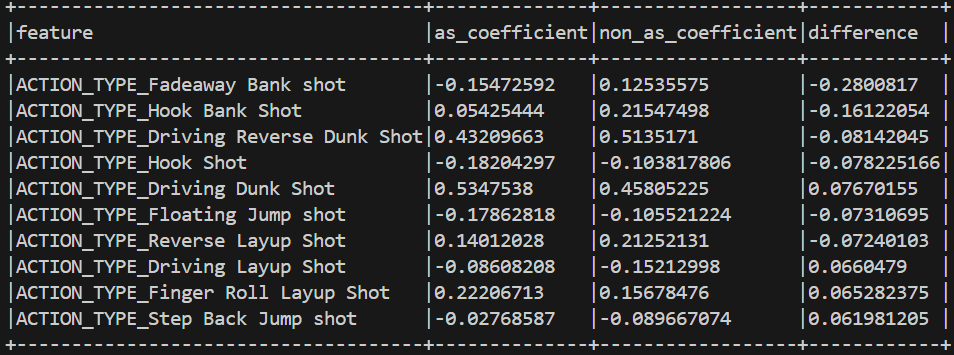 +-------------------------------------+--------------+------------------+------------+
|feature                              |as_coefficient|non_as_coefficient|difference  |
+-------------------------------------+--------------+------------------+------------+
|ACTION_TYPE_Fadeaway Bank shot       |-0.15472592   |0.12535575        |-0.2800817  |
|ACTION_TYPE_Hook Bank Shot           |0.05425444    |0.21547498        |-0.16122054 |
|ACTION_TYPE_Driving Reverse Dunk Shot|0.43209663    |0.5135171         |-0.08142045 |
|ACTION_TYPE_Hook Shot                |-0.18204297   |-0.103817806      |-0.078225166|
|ACTION_TYPE_Driving Dunk Shot        |0.5347538     |0.45805225        |0.07670155  |
|ACTION_TYPE_Floating Jump shot       |-0.17862818   |-0.105521224      |-0.07310695 |
|ACTION_TYPE_Reverse Layup Shot       |0.14012028    |0.21252131        |-0.07240103 |
|ACTION_TYPE_Driving Layup Shot       |-0.08608208   |-0.15212998       |0.0660479   |
|ACTION_TYPE_Finger Roll Layup Shot   |0.22206713    |0.15678476        |0.065282375 |
|ACTION_TYPE_Step Back Jump shot      |-0.02768587   |-0.089667074      |0.061981205 |
+-------------------------------------+--------------+------------------+------------+